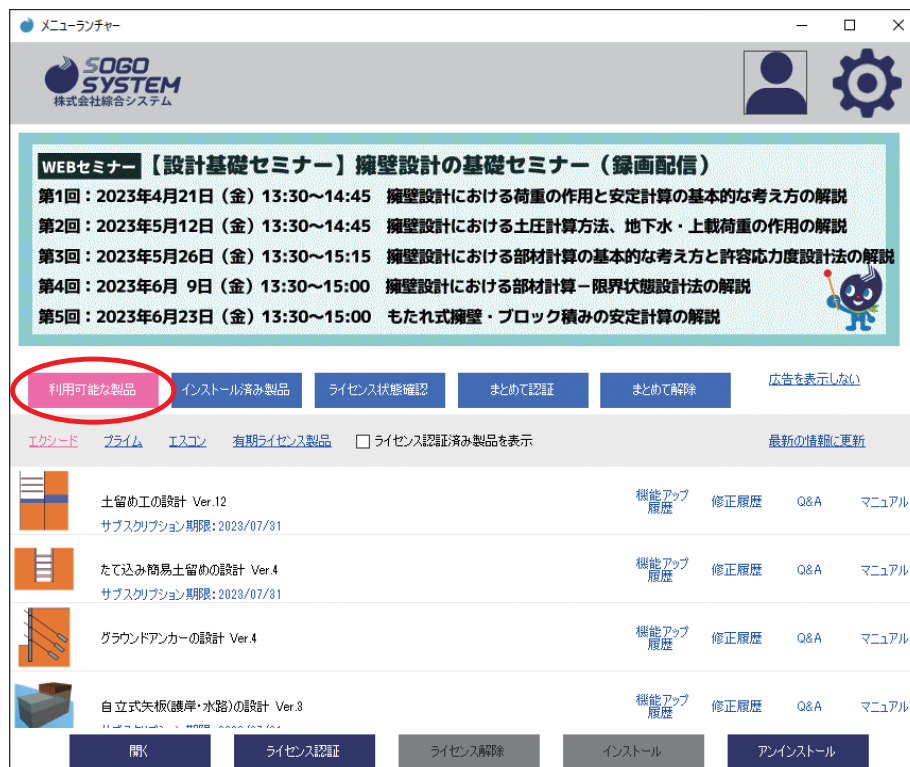 メニューランチャー
SOGO
SYSTEM
株式会社綜合システム
WEBセミナー 【設計基礎セミナー】擁壁設計の基礎セミナー（録画配信）
第1回：2023年4月21日（金）13:30～14:45 擁壁設計における荷重の作用と安定計算の基本的な考え方の解説
第2回：2023年5月12日（金）13:30～14:45 擁壁設計における土圧計算方法、地下水・上載荷重の作用の解説
第3回：2023年5月26日（金）13:30～15:15 擁壁設計における部材計算の基本的な考え方と許容応力度設計法の解説
第4回：2023年6月 9日（金）13:30～15:00 擁壁設計における部材計算－限界状態設計法の解説
第5回：2023年6月23日（金）13:30～15:00 もたれ式擁壁・ブロック積みの安定計算の解説
利用可能な製品 インストール済み製品 ライセンス状態確認 まとめて認証 まとめて解除 広告を表示しない
エクシード プライム エスコン 有期ライセンス製品 ライセンス認証済み製品を表示 最新の情報に更新
土留め工の設計 Ver.12 機能アップ履歴 修正履歴 Q&A マニュアル
サブスクリプション期限：2023/07/31
たて込み簡易土留めの設計 Ver.4 機能アップ履歴 修正履歴 Q&A マニュアル
サブスクリプション期限：2023/07/31
グラウンドアンカーの設計 Ver.4 機能アップ履歴 修正履歴 Q&A マニュアル
自立式矢板(護岸・水路)の設計 Ver.3 機能アップ履歴 修正履歴 Q&A マニュアル
開く ライセンス認証 ライセンス解除 インストール アンインストール